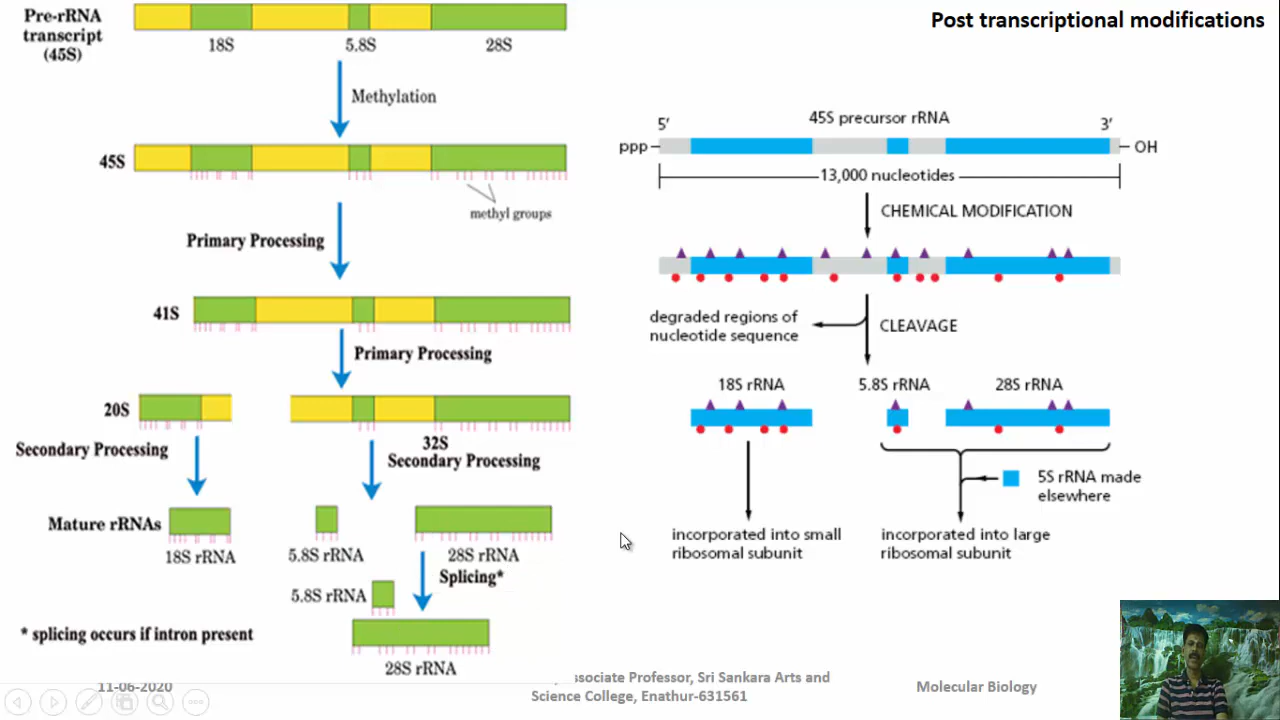 Post transcriptional modifications
Pre-rRNA
transcript
(45S)
18S
5.8S
28S
Methylation
45S
methyl groups
Primary Processing
41S
Primary Processing
20S
32S
Secondary Processing
Secondary Processing
Mature rRNAs
18S rRNA
5.8S rRNA
28S rRNA
Splicing*
5.8S rRNA
* splicing occurs if intron present
28S rRNA
45S precursor rRNA
5′
3′
ppp
OH
13,000 nucleotides
CHEMICAL MODIFICATION
degraded regions of
nucleotide sequence
CLEAVAGE
18S rRNA
5.8S rRNA
28S rRNA
5S rRNA made
elsewhere
incorporated into small
ribosomal subunit
incorporated into large
ribosomal subunit
11-06-2020
Professor, Sri Sankara Arts and
Science College, Enathur-631561
Molecular Biology